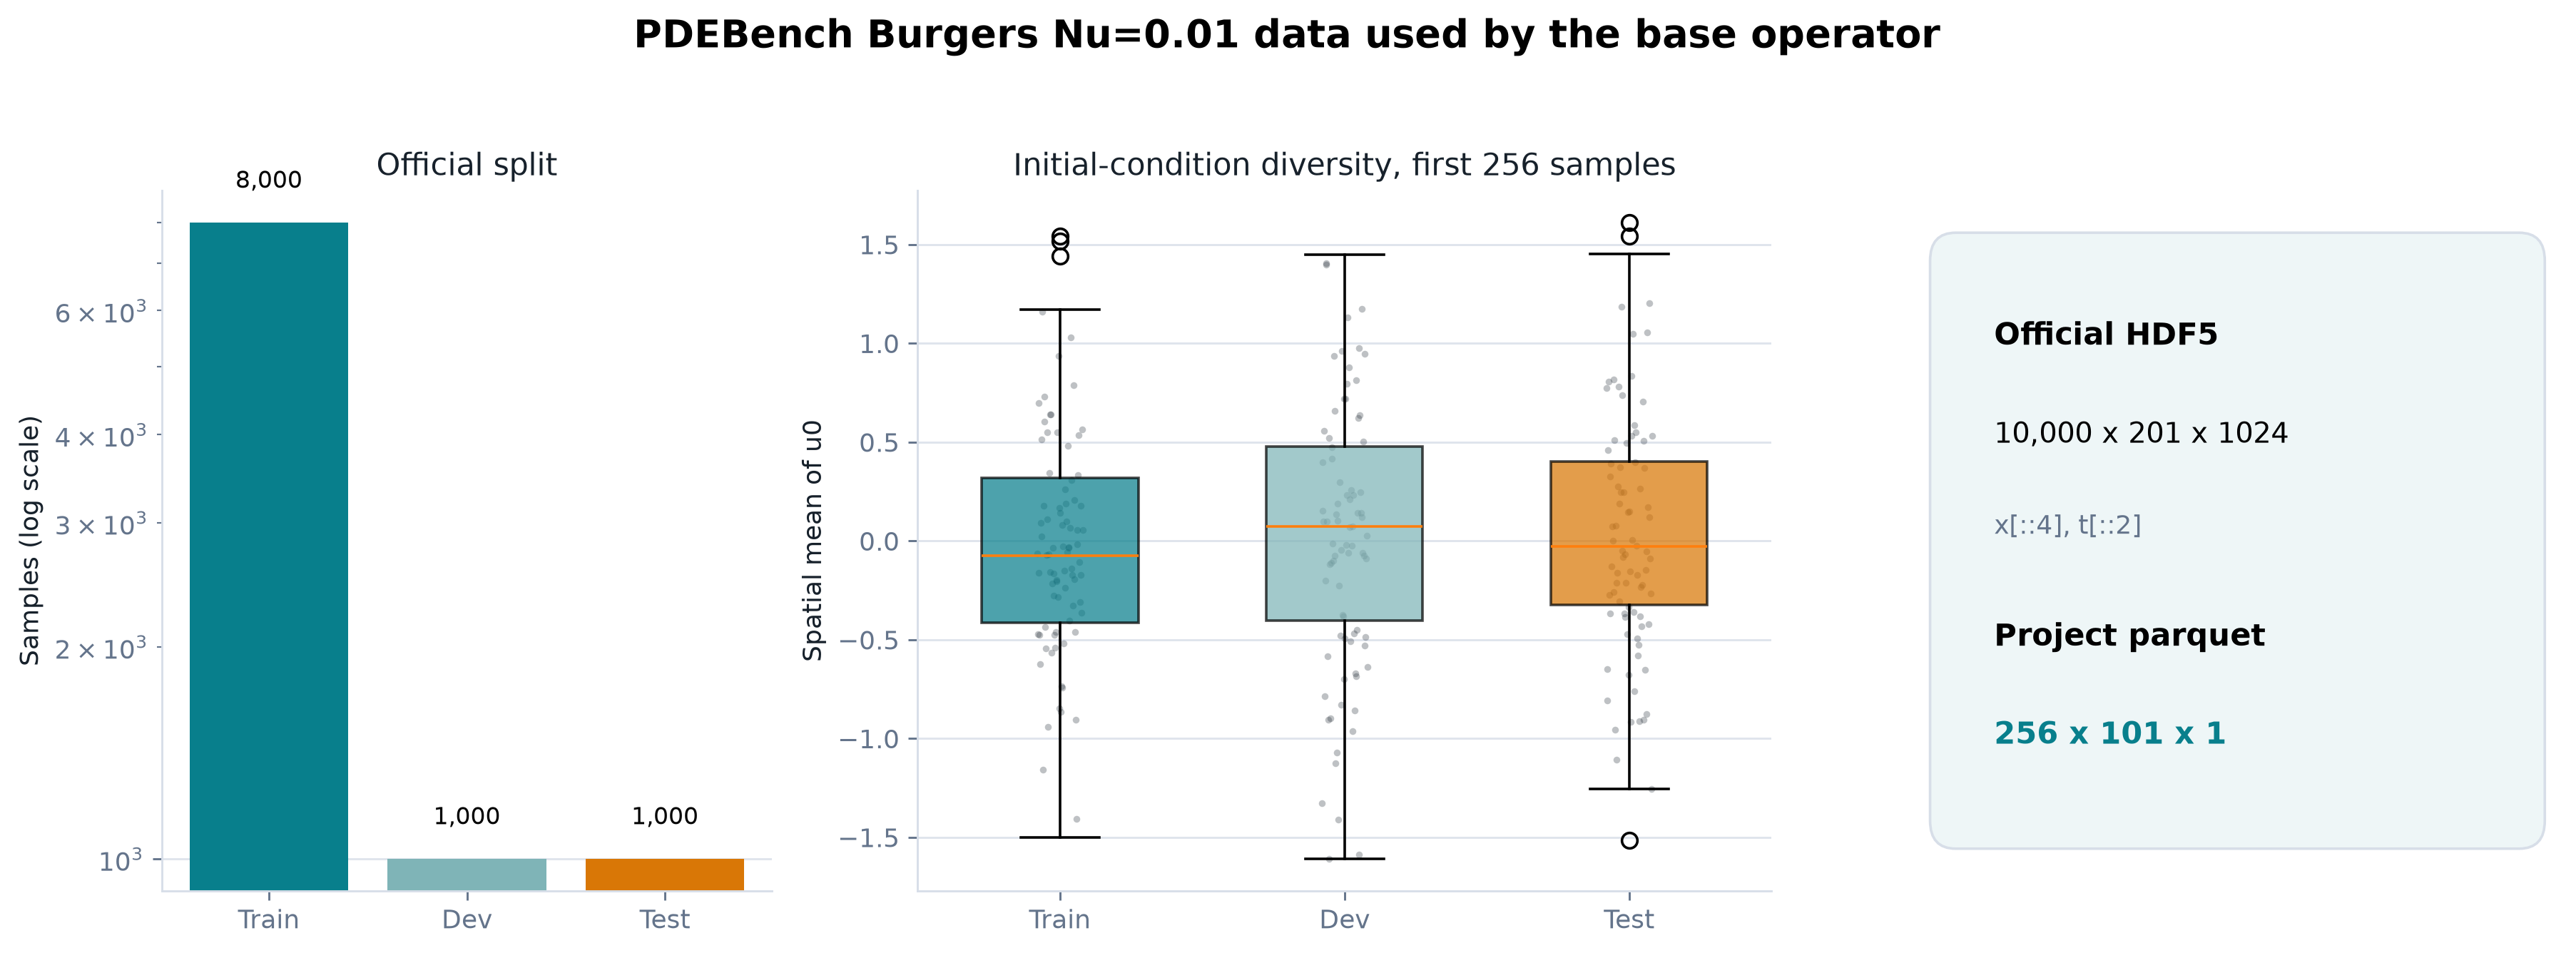 PDEBench Burgers Nu=0.01 data used by the base operator
Official split
8,000
1,000
1,000
Samples (log scale)
6 × 10³
4 × 10³
3 × 10³
2 × 10³
10³
Train
Dev
Test
Initial-condition diversity, first 256 samples
Spatial mean of u0
1.5
1.0
0.5
0.0
−0.5
−1.0
−1.5
Train
Dev
Test
Official HDF5
10,000 x 201 x 1024
x[::4], t[::2]
Project parquet
256 x 101 x 1